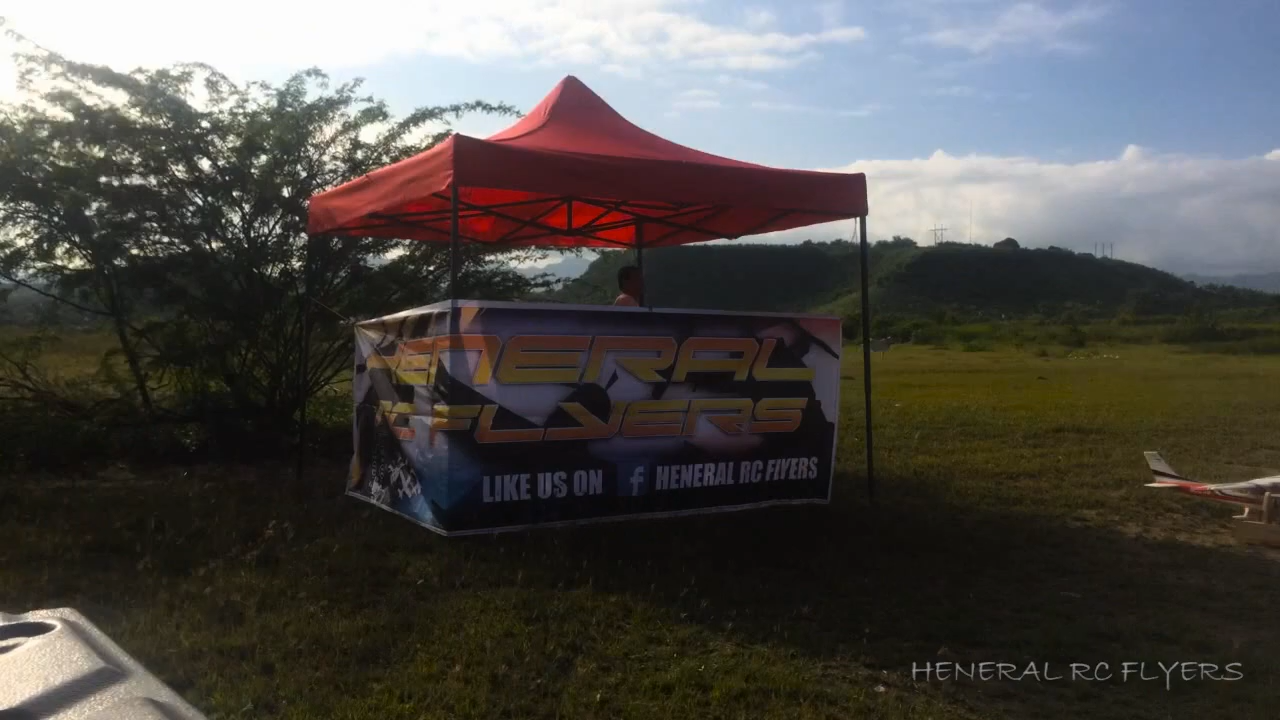 HENERAL
RC FLYERS
LIKE US ON f HENERAL RC FLYERS
HENERAL RC FLYERS